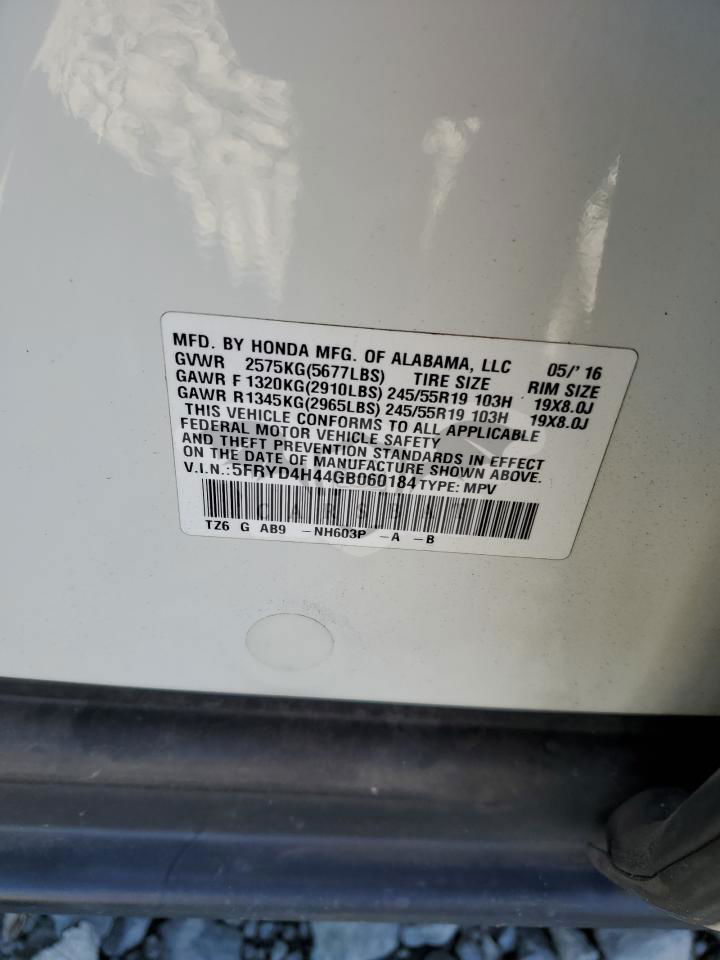 MFD. BY HONDA MFG. OF ALABAMA, LLC 05/'16
GVWR 2575KG(5677LBS) TIRE SIZE RIM SIZE
GAWR F 1320KG(2910LBS) 245/55R19 103H 19X8.0J
GAWR R 1345KG(2965LBS) 245/55R19 103H 19X8.0J
THIS VEHICLE CONFORMS TO ALL APPLICABLE
FEDERAL MOTOR VEHICLE SAFETY
AND THEFT PREVENTION STANDARDS IN EFFECT
ON THE DATE OF MANUFACTURE SHOWN ABOVE.
V.I.N.:5FRYD4H44GB060184 TYPE: MPV
TZ6 G AB9 -NH603P -A -B